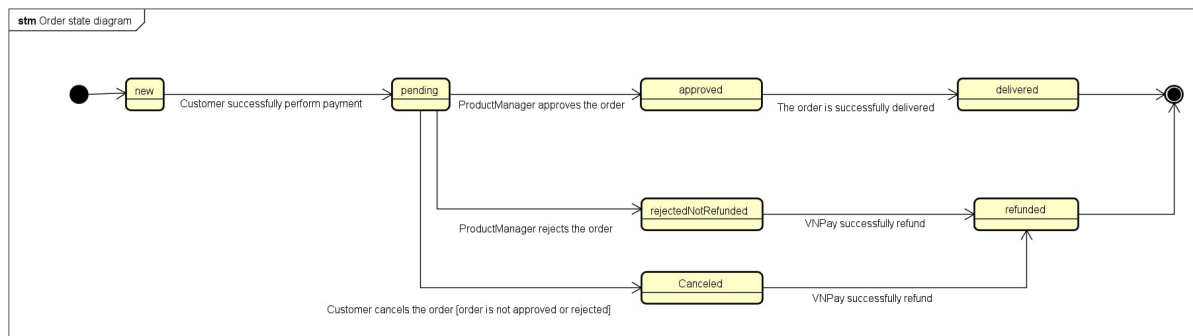 stm Order state diagram
new
Customer successfully perform payment
pending
ProductManager approves the order
approved
The order is successfully delivered
delivered
ProductManager rejects the order
rejectedNotRefunded
VNPay successfully refund
refunded
Customer cancels the order [order is not approved or rejected]
Canceled
VNPay successfully refund